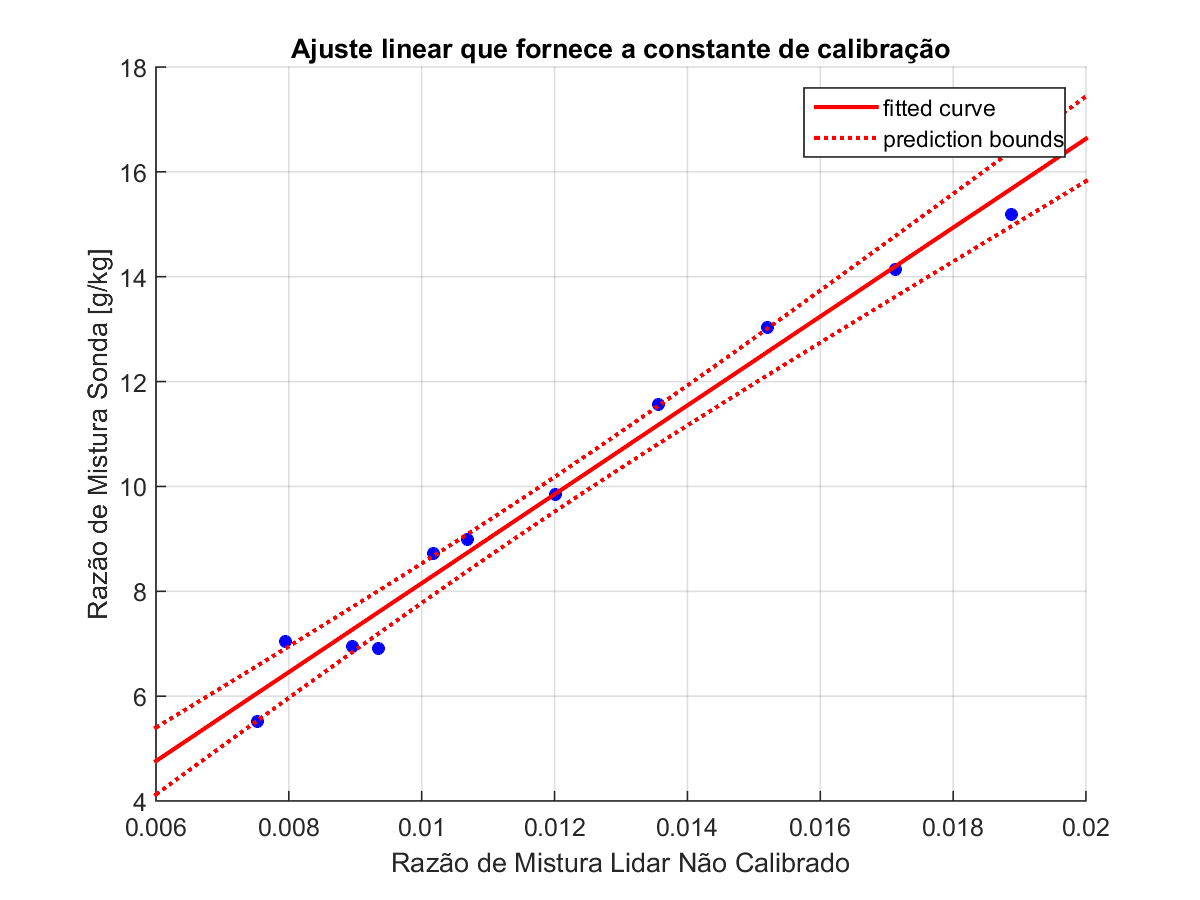 Ajuste linear que fornece a constante de calibração
fitted curve
prediction bounds
18
16
14
12
10
8
6
4
Razão de Mistura Sonda [g/kg]
0.006 0.008 0.01 0.012 0.014 0.016 0.018 0.02
Razão de Mistura Lidar Não Calibrado